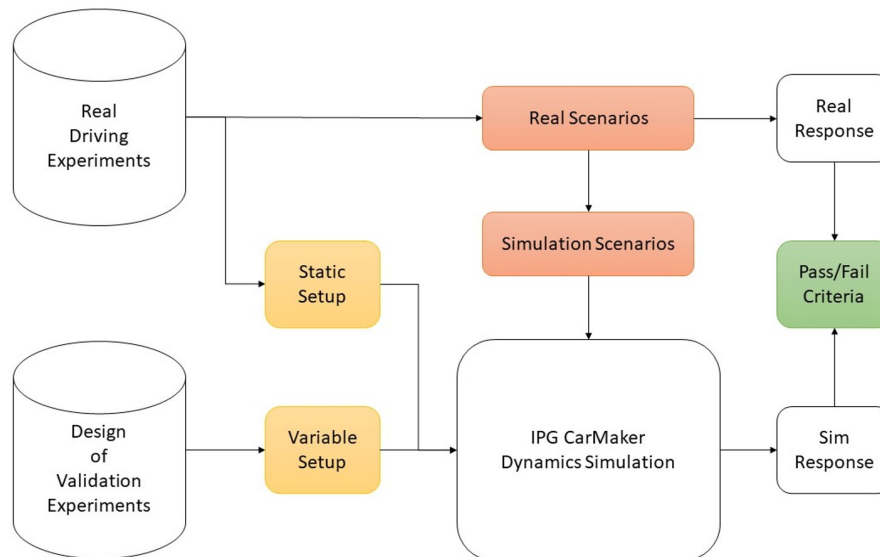 Real
Driving
Experiments
Real Scenarios
Real
Response
Simulation Scenarios
Static
Setup
Pass/Fail
Criteria
Design
of
Validation
Experiments
Variable
Setup
IPG CarMaker
Dynamics Simulation
Sim
Response